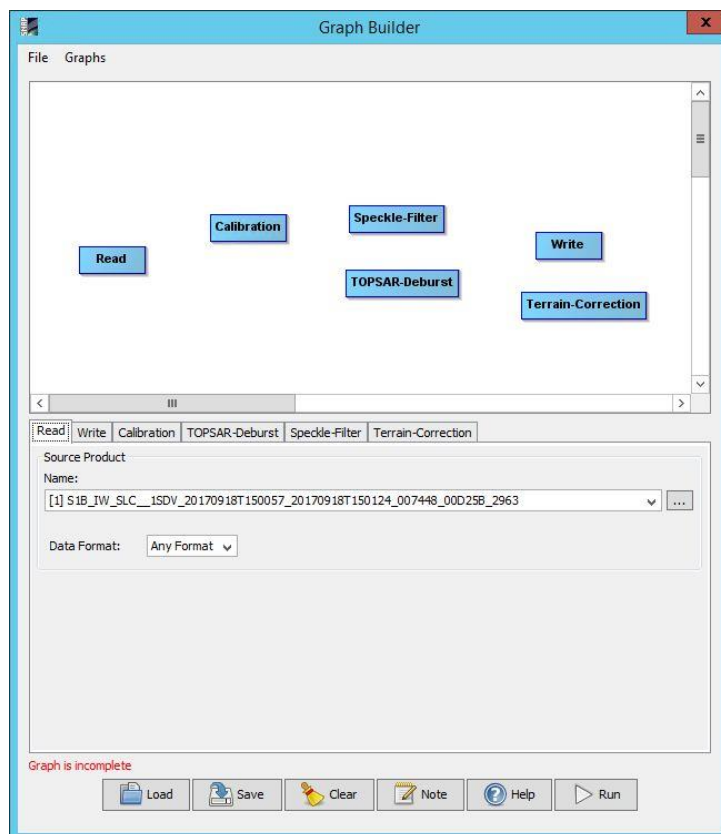 Graph Builder
x
File Graphs
Speckle-Filter
Calibration
Write
Read
TOPSAR-Deburst
Terrain-Correction
Read Write Calibration TOPSAR-Deburst Speckle-Filter Terrain-Correction
Source Product
Name:
[1] S1B_IW_SLC__1SDV_20170918T150057_20170918T150124_007448_00D25B_2963
...
Data Format: Any Format
Graph is incomplete
Load Save Clear Note Help Run